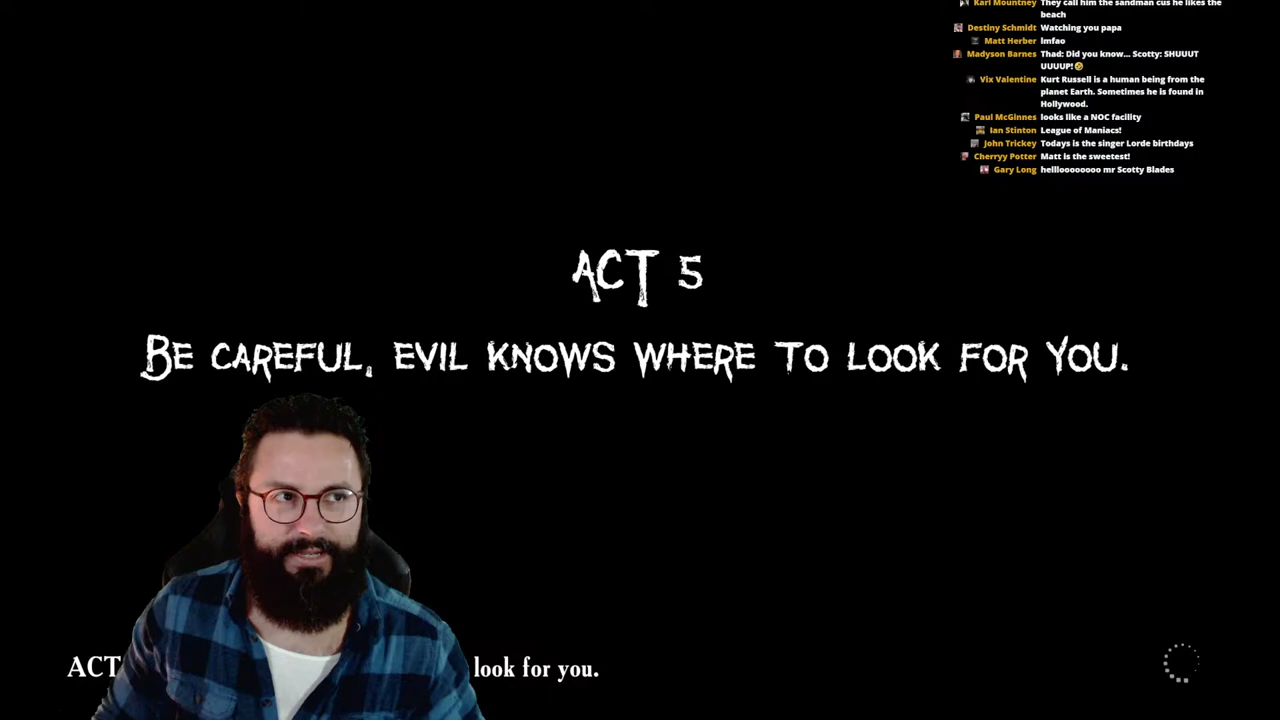 Karl Mountney They call him the sandman cus he likes the
beach
Destiny Schmidt Watching you papa
Matt Herber lmfao
Madyson Barnes Thad: Did you know... Scotty: SHUUUT
UUUUP!🤣
Vix Valentine Kurt Russell is a human being from the
planet Earth. Sometimes he is found in
Hollywood.
Paul McGinnes looks like a NOC facility
Ian Stinton League of Maniacs!
John Trickey Todays is the singer Lorde birthdays
Cherryy Potter Matt is the sweetest!
Gary Long heillooooooooo mr Scotty Blades
ACT 5
Be careful, evil knows where to look for you.
ACT look for you.